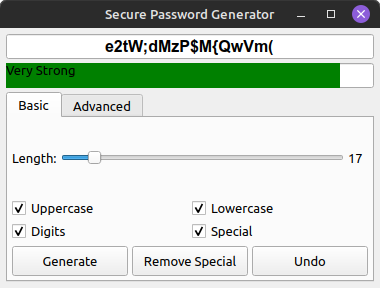 Secure Password Generator
e2tW;dMzP$M{QwVm(
Very Strong
Basic Advanced
Length: 17
Uppercase Lowercase
Digits Special
Generate Remove Special Undo